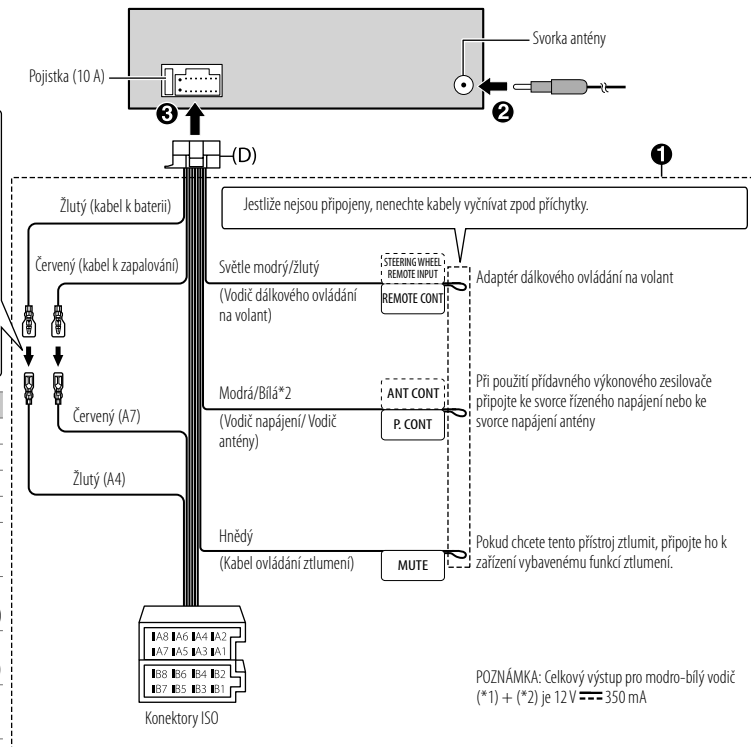 Svorka antény
Pojistka (10 A)
❸
❷
(D)
❶
Žlutý (kabel k baterii)
Jestliže nejsou připojeny, nenechte kabely vyčnívat zpod příchytky.
Červený (kabel k zapalování)
Světle modrý/žlutý
(Vodič dálkového ovládání
na volant)
STEERING WHEEL
REMOTE INPUT
REMOTE CONT
Adaptér dálkového ovládání na volant
Modrá/Bílá*2
(Vodič napájení/ Vodič
antény)
ANT CONT
P. CONT
Při použití přídavného výkonového zesilovače
připojte ke svorce řízeného napájení nebo ke
svorce napájení antény
Červený (A7)
Žlutý (A4)
Hnědý
(Kabel ovládání ztlumení)
MUTE
Pokud chcete tento přístroj ztlumit, připojte ho k
zařízení vybavenému funkcí ztlumení.
A8 A6 A4 A2
A7 A5 A3 A1
B8 B6 B4 B2
B7 B5 B3 B1
Konektory ISO
POZNÁMKA: Celkový výstup pro modro-bílý vodič
(*1) + (*2) je 12 V ⎓ 350 mA